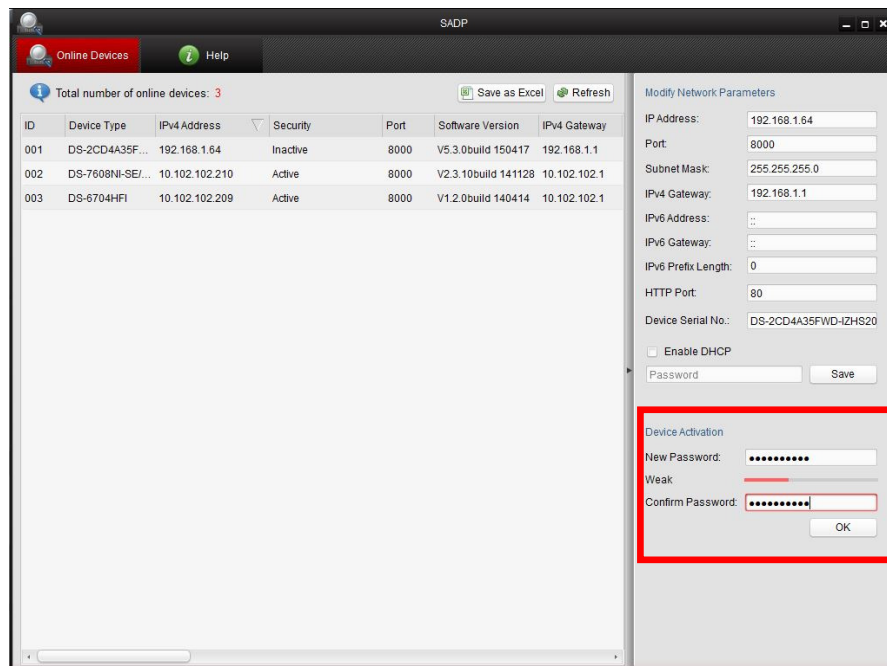 SADP
Online Devices Help
Total number of online devices: 3 Save as Excel Refresh
ID Device Type IPv4 Address Security Port Software Version IPv4 Gateway
001 DS-2CD4A35F... 192.168.1.64 Inactive 8000 V5.3.0build 150417 192.168.1.1
002 DS-7608NI-SE/... 10.102.102.210 Active 8000 V2.3.10build 141128 10.102.102.1
003 DS-6704HFI 10.102.102.209 Active 8000 V1.2.0build 140414 10.102.102.1
Modify Network Parameters
IP Address: 192.168.1.64
Port: 8000
Subnet Mask: 255.255.255.0
IPv4 Gateway: 192.168.1.1
IPv6 Address: ::
IPv6 Gateway: ::
IPv6 Prefix Length: 0
HTTP Port: 80
Device Serial No.: DS-2CD4A35FWD-IZHS20
Enable DHCP
Password Save
Device Activation
New Password: ●●●●●●●●●●
Weak
Confirm Password: ●●●●●●●●●●
OK